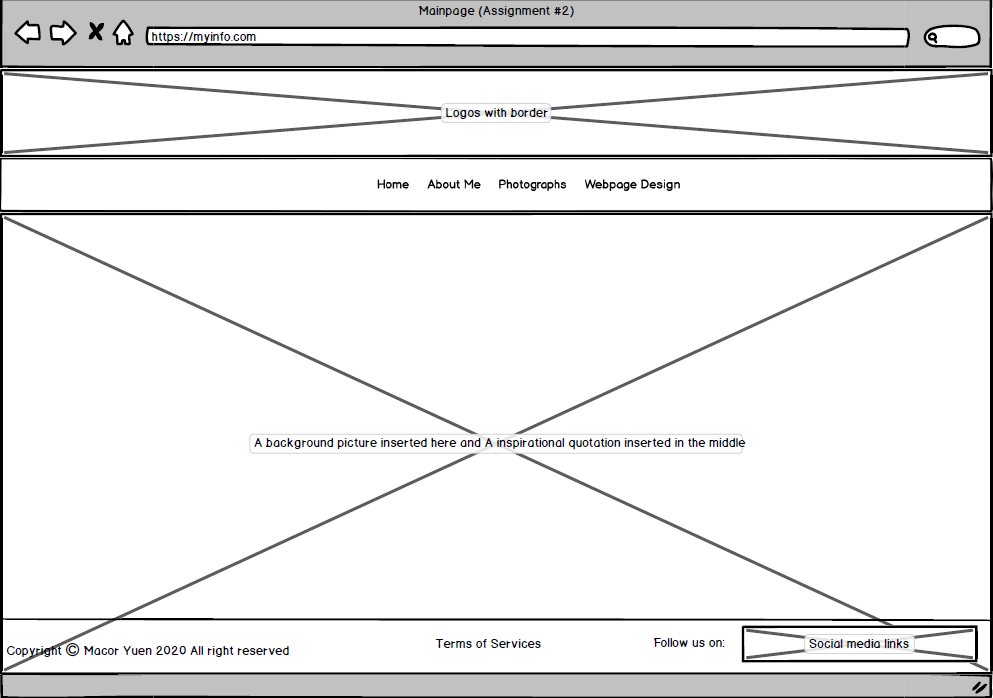 Mainpage (Assignment #2)
https://myinfo.com
Logos with border
Home About Me Photographs Webpage Design
A background picture inserted here and A inspirational quotation inserted in the middle
Copyright © Macor Yuen 2020 All right reserved
Terms of Services
Follow us on:
Social media links